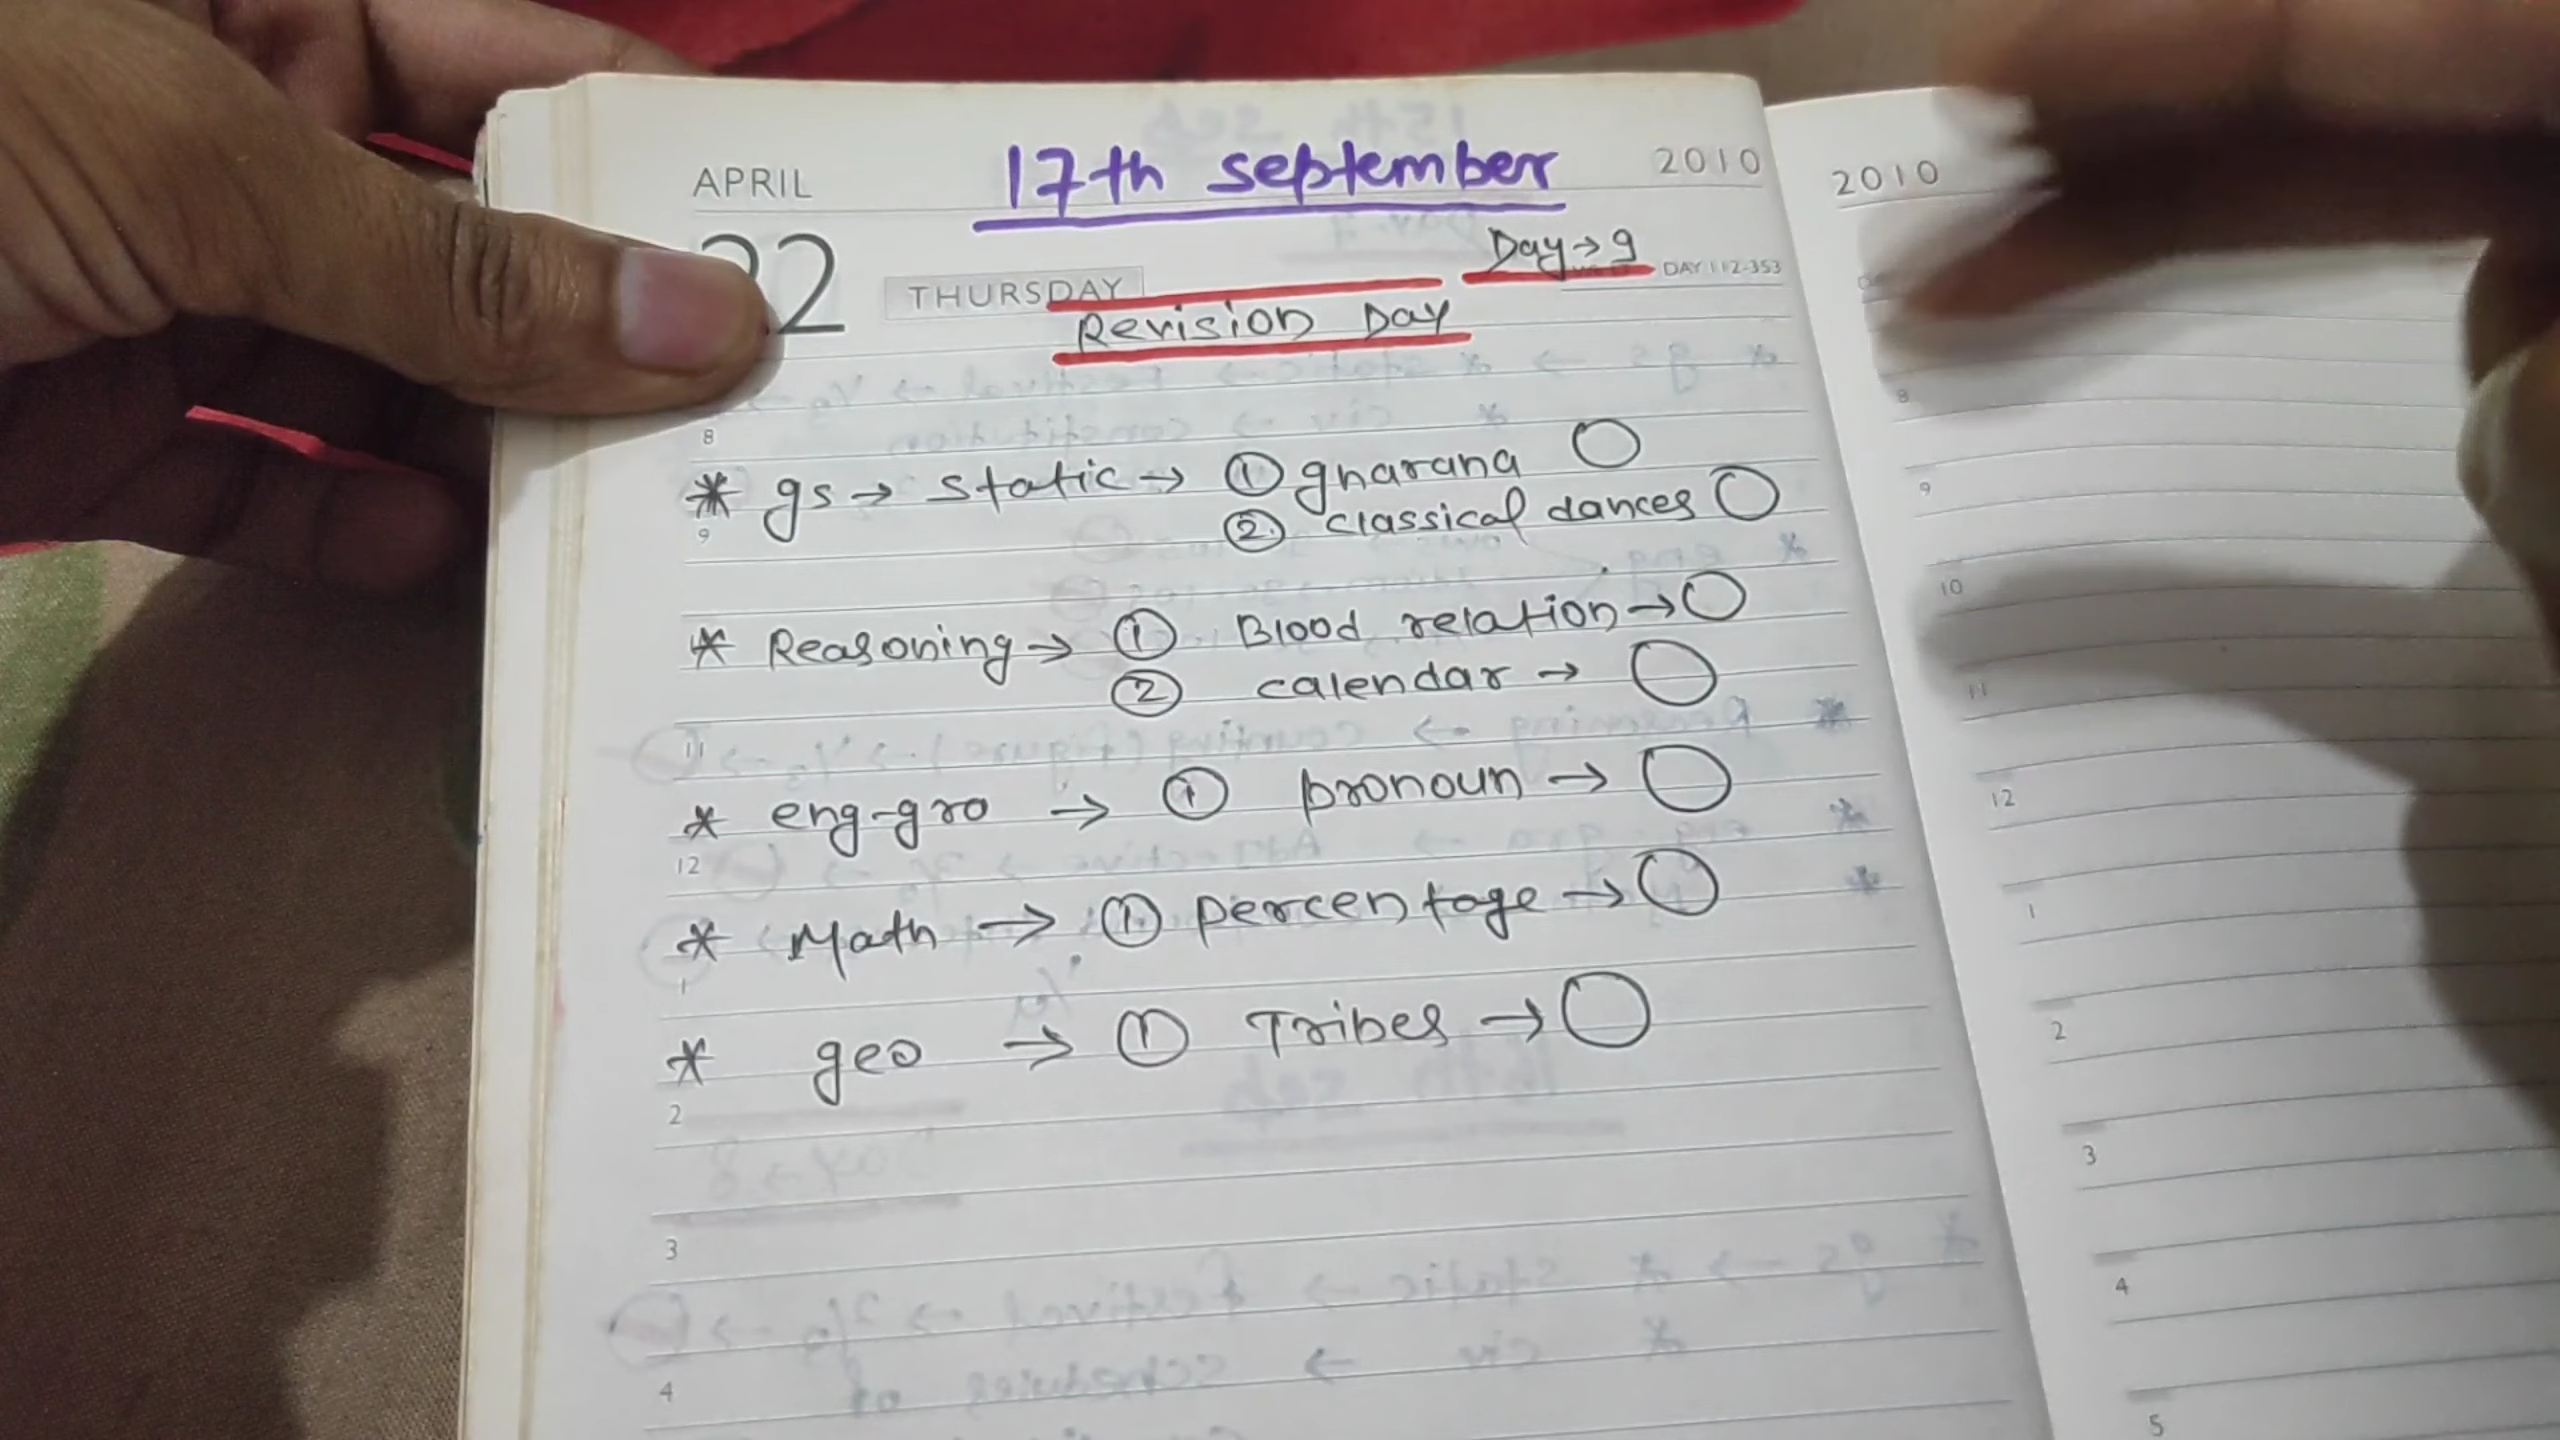 APRIL 17th september 2010
22 THURSDAY Day → 9 DAY 112-353
Revision Day
8
* gs → static → ① gharana
② classical dances
9
* Reasoning → ① Blood relation →
② calendar →
11
* eng-gro → ① pronoun →
12
* Math → ① percentage →
1
* geo → ① Tribes →
2
3
4
2010
8
9
10
11
12
1
2
3
4
5